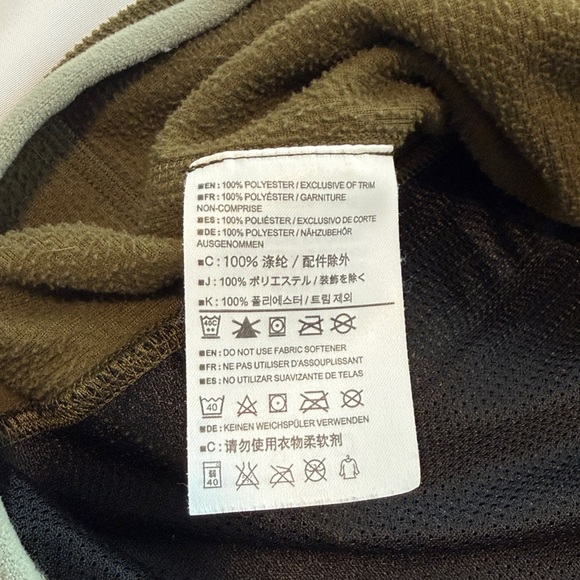 ■EN: 100% POLYESTER / EXCLUSIVE OF TRIM
■FR: 100% POLYESTER / GARNITURE
NON-COMPRISE
■ES: 100% POLIÉSTER / EXCLUSIVO DE CORTE
■DE: 100% POLYESTER / NÄHZUBEHÖR
AUSGENOMMEN
■C: 100% 涤纶 / 配件除外
■J: 100% ポリエステル / 装飾を除く
■K: 100% 폴리에스터 / 트림 제외
40C
■EN: DO NOT USE FABRIC SOFTENER
■FR: NE PAS UTILISER D'ASSOUPLISSANT
■ES: NO UTILIZAR SUAVIZANTE DE TELAS
40
■DE: KEINEN WEICHSPÜLER VERWENDEN
■C: 请勿使用衣物柔软剂
弱
40